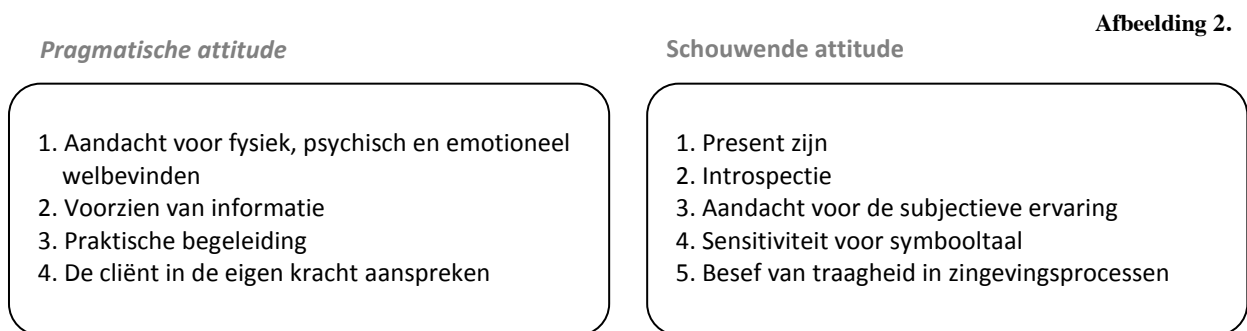 Afbeelding 2.
Pragmatische attitude
1. Aandacht voor fysiek, psychisch en emotioneel
welbevinden
2. Voorzien van informatie
3. Praktische begeleiding
4. De cliënt in de eigen kracht aanspreken
Schouwende attitude
1. Present zijn
2. Introspectie
3. Aandacht voor de subjectieve ervaring
4. Sensitiviteit voor symbooltaal
5. Besef van traagheid in zingevingsprocessen